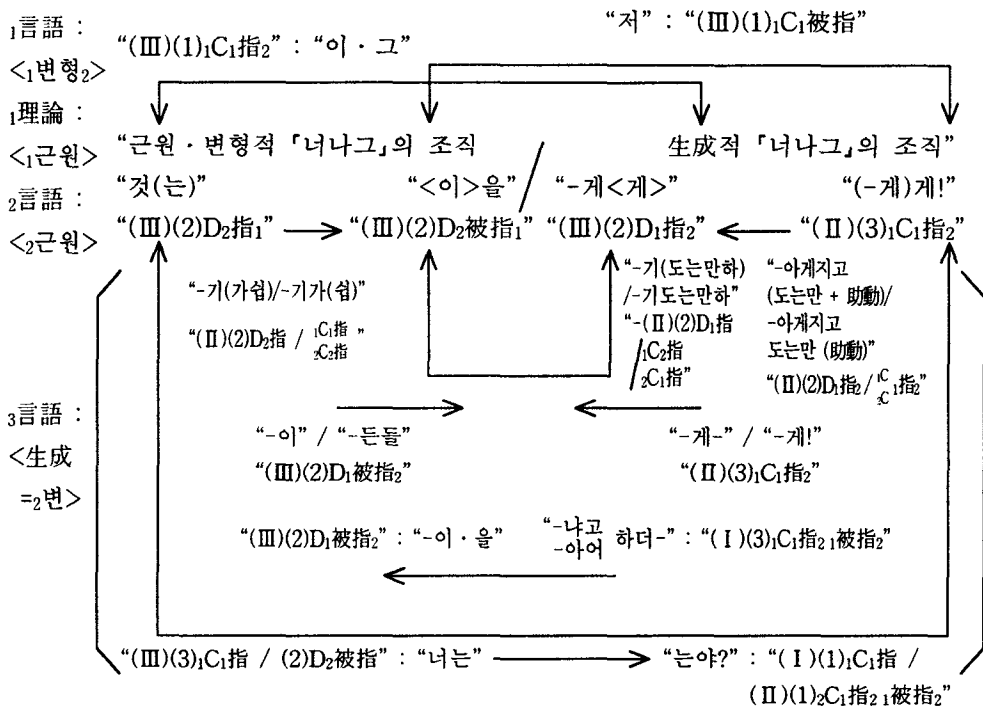 ₁言語 :
<₁변형₂>
“(Ⅲ)(1)₁C₁指₂” : “이 · 그”
“저” : “(Ⅲ)(1)₁C₁被指”
₁理論 :
<₁근원>
“근원 · 변형적 「너나그」의 조직 / 生成적 「너나그」의 조직”
₂言語 :
<₂근원>
“것(는)” “<이>을” “-게<게>” “(-게)게!”
“(Ⅲ)(2)D₂指₁” → “(Ⅲ)(2)D₂被指₁” “(Ⅲ)(2)D₁指₂” ← “(Ⅱ)(3)₁C₁指₂”
“-기(가쉽)/-기가(쉽)”
“(Ⅱ)(2)D₂指 / ₁C₁指 ₂C₂指 ”
“-기(도는만하)
/-기도는만하”
“-(Ⅱ)(2)D₁指
/ ₁C₂指
₂C₁指”
“-아게지고
(도는만 + 助動)/
-아게지고
도는만 (助動)”
“(Ⅱ)(2)D₁指₂/ ₁C ₂C ₁指₂”
₃言語 :
<生成
=₂변>
“-이” / “-든들”
“(Ⅲ)(2)D₁被指₂”
“-게-” / “-게!”
“(Ⅱ)(3)₁C₁指₂”
“(Ⅲ)(2)D₁被指₂” : “-이 · 을”
“-냐고
-아어 하더-” : “(Ⅰ)(3)₁C₁指₂ ₁被指₂”
“(Ⅲ)(3)₁C₁指 / (2)D₂被指” : “너는” → “는야?” : “(Ⅰ)(1)₁C₁指 /
(Ⅱ)(1)₂C₁指₂ ₁被指₂”